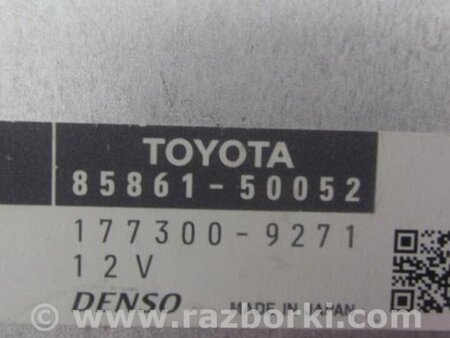 TOYOTA
85861-50052
177300-9271
12V
DENSO MADE IN JAPAN
© www.razborki.com